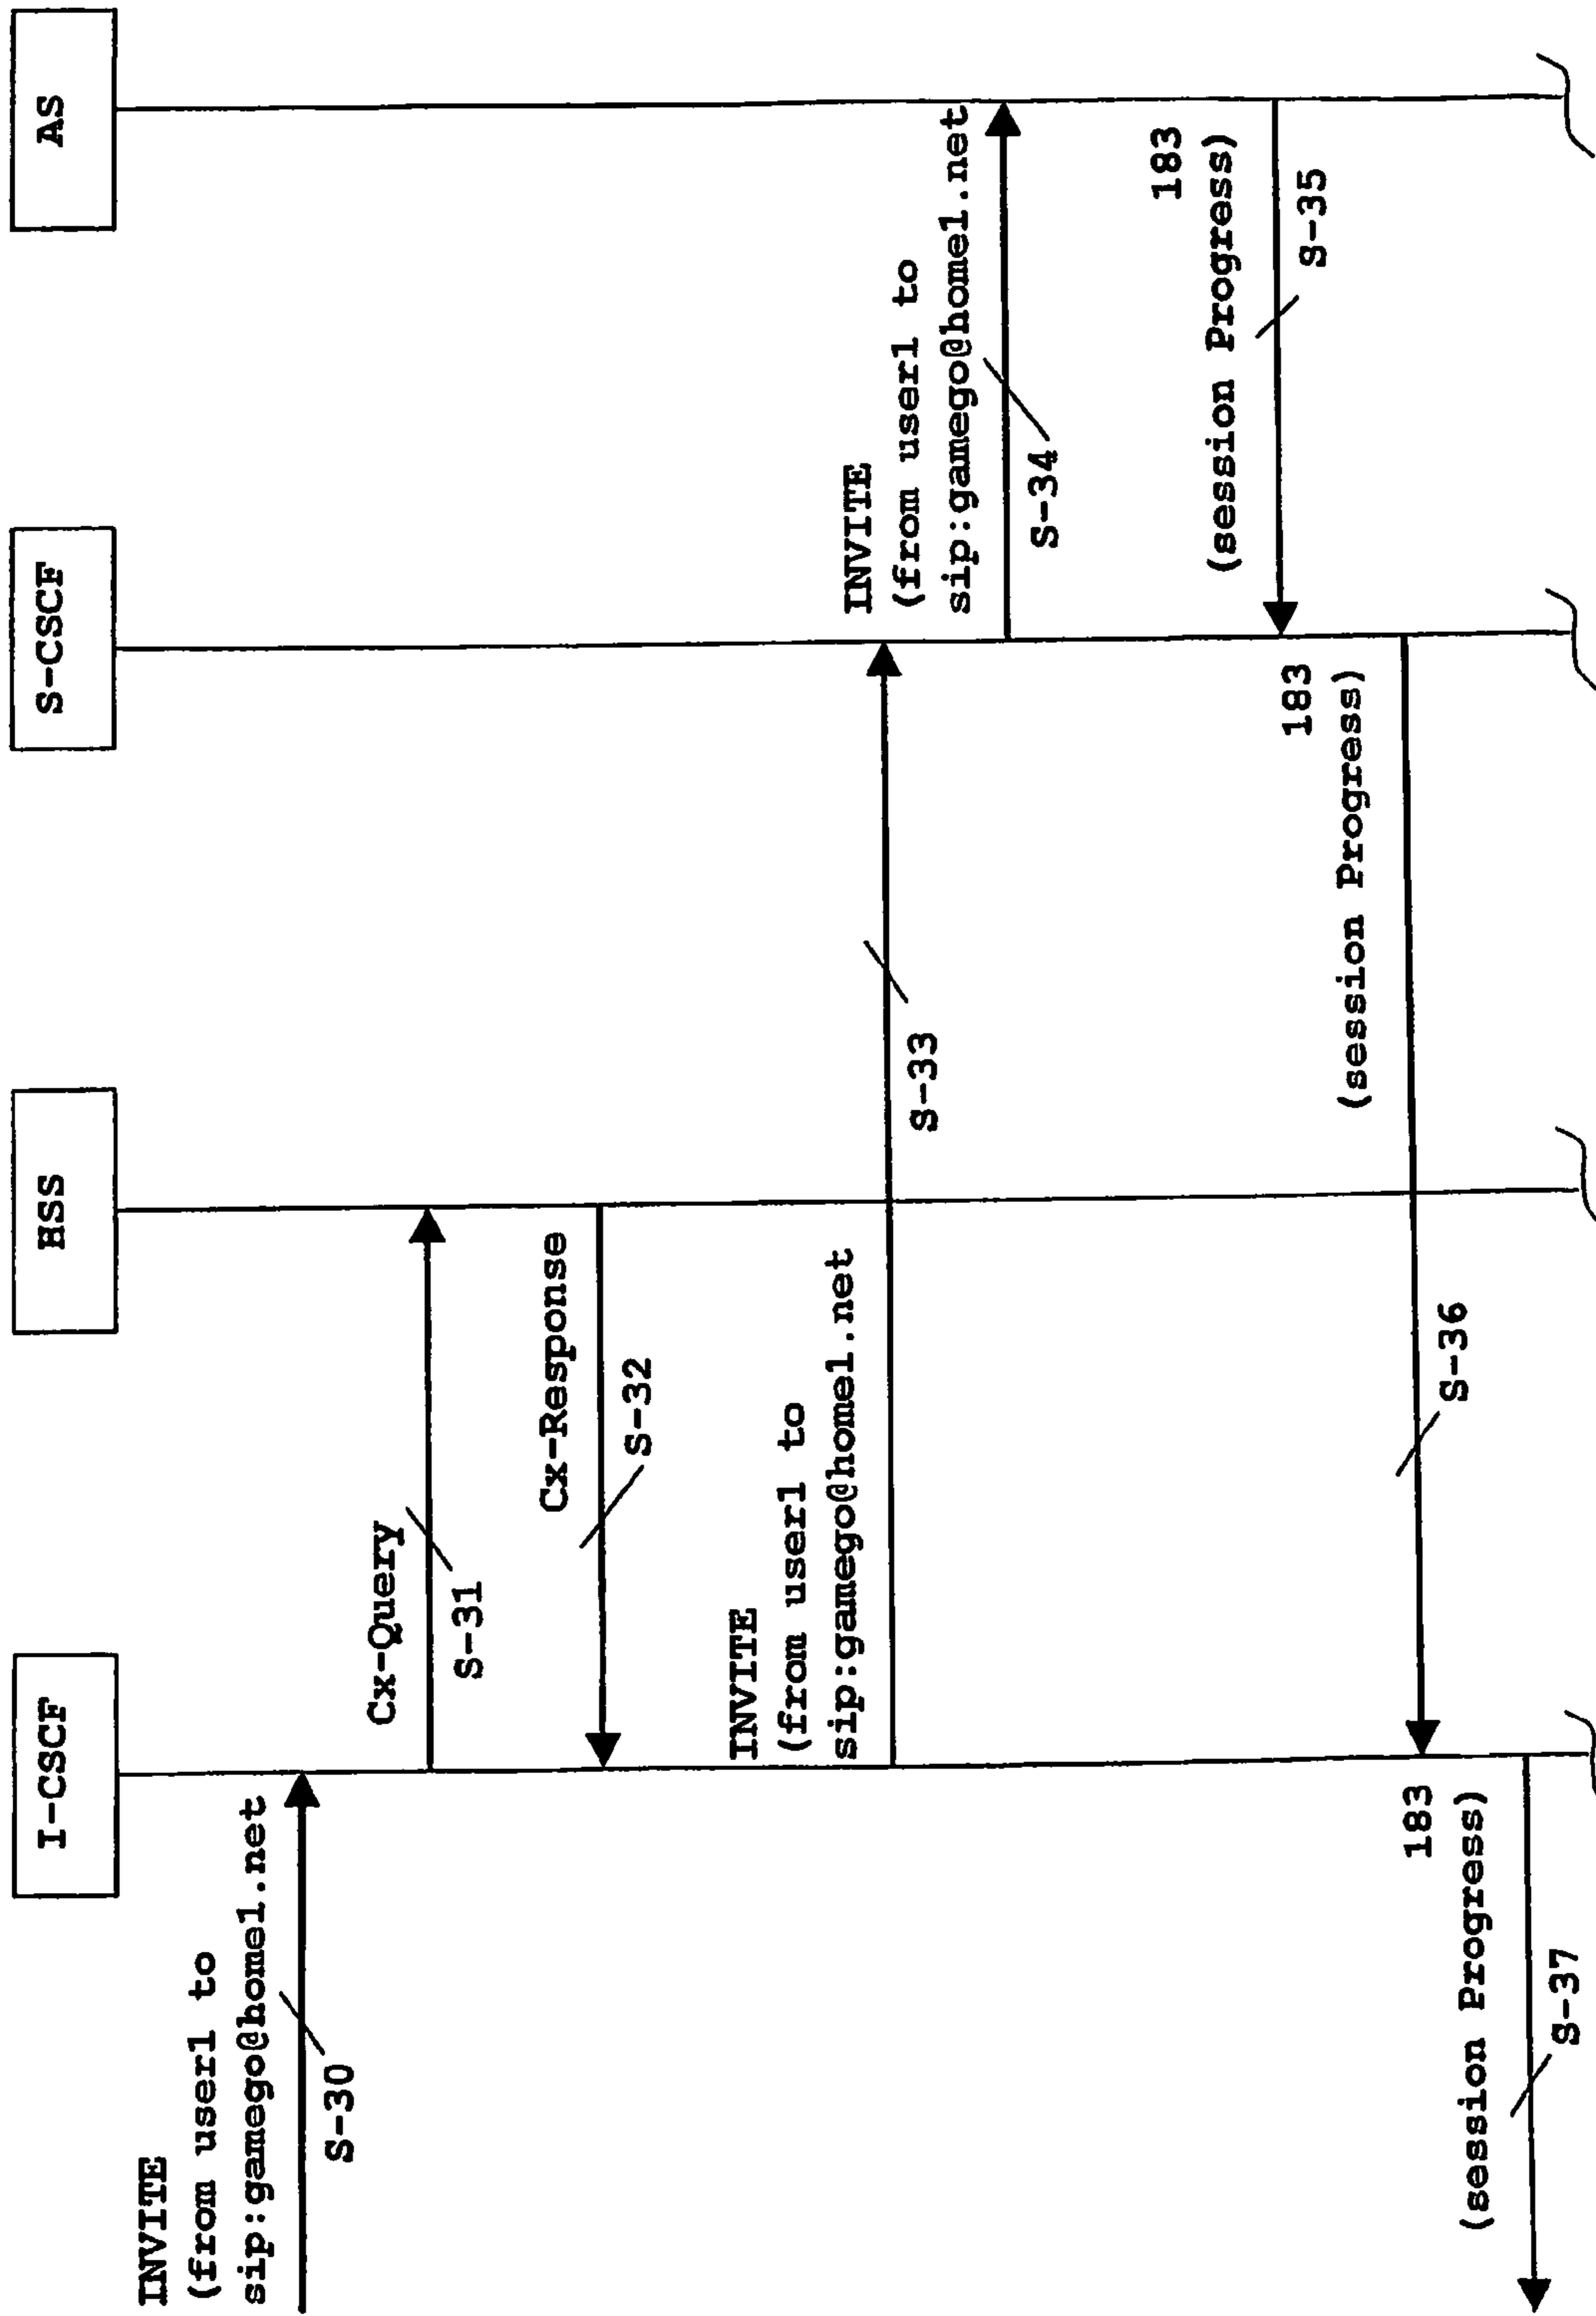 I-CSCF
HSS
S-CSCF
AS
INVITE
(from user1 to
sip:gamego@home1.net
S-30
Cx-Query
S-31
Cx-Response
S-32
INVITE
(from user1 to
sip:gamego@home1.net
S-33
INVITE
(from user1 to
sip:gamego@home1.net
S-34
183
(session Progress)
S-35
183
(session Progress)
S-36
183
(session Progress)
S-37